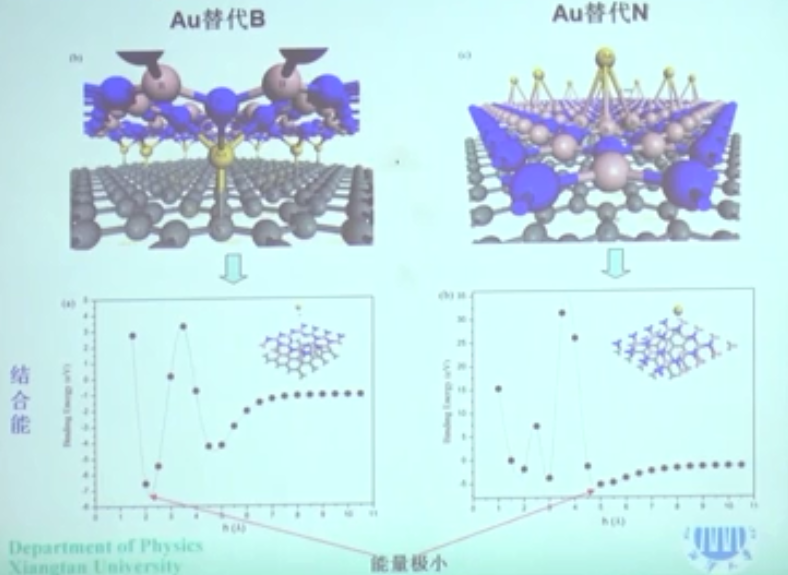 Au替代B
Au替代N
(b)
(c)
(a)
Binding Energy (eV)
h (Å)
(b)
Binding Energy (eV)
h (Å)
结合能
能量极小
Department of Physics
Xiangtan University